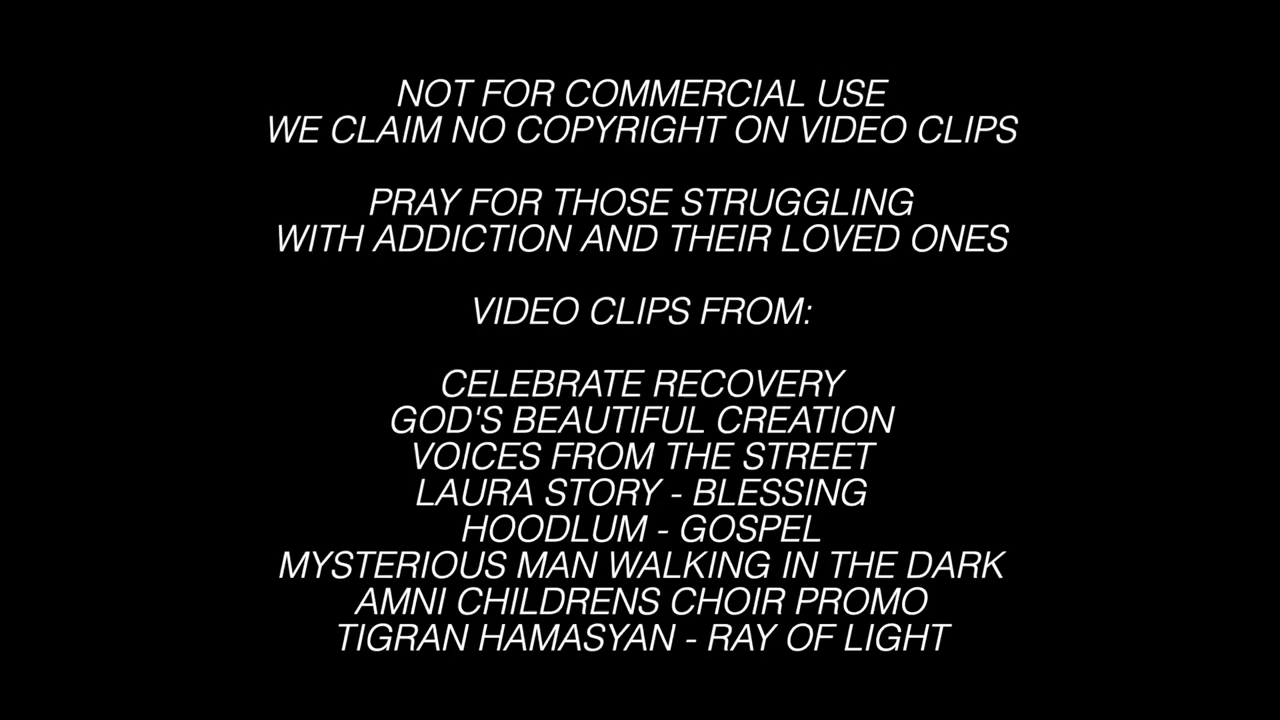 NOT FOR COMMERCIAL USE
WE CLAIM NO COPYRIGHT ON VIDEO CLIPS
PRAY FOR THOSE STRUGGLING
WITH ADDICTION AND THEIR LOVED ONES
VIDEO CLIPS FROM:
CELEBRATE RECOVERY
GOD'S BEAUTIFUL CREATION
VOICES FROM THE STREET
LAURA STORY - BLESSING
HOODLUM - GOSPEL
MYSTERIOUS MAN WALKING IN THE DARK
AMNI CHILDRENS CHOIR PROMO
TIGRAN HAMASYAN - RAY OF LIGHT